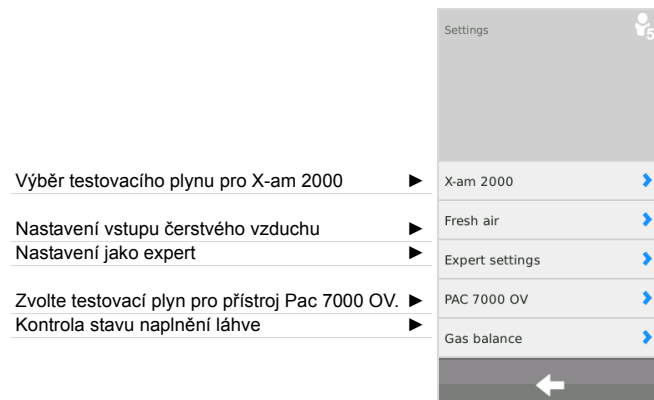 Settings
5
Výběr testovacího plynu pro X-am 2000 ►
X-am 2000
Nastavení vstupu čerstvého vzduchu ►
Fresh air
Nastavení jako expert ►
Expert settings
Zvolte testovací plyn pro přístroj Pac 7000 OV. ►
PAC 7000 OV
Kontrola stavu naplnění láhve ►
Gas balance